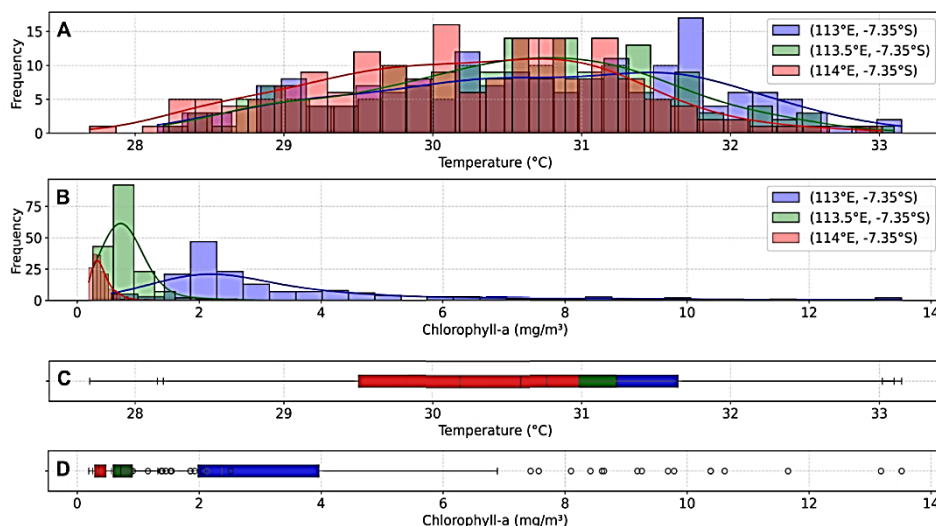 A
Frequency
15
10
5
0
(113°E, -7.35°S)
(113.5°E, -7.35°S)
(114°E, -7.35°S)
28 29 30 31 32 33
Temperature (°C)
B
Frequency
75
50
25
0
(113°E, -7.35°S)
(113.5°E, -7.35°S)
(114°E, -7.35°S)
0 2 4 6 8 10 12 14
Chlorophyll-a (mg/m³)
C
28 29 30 31 32 33
Temperature (°C)
D
0 2 4 6 8 10 12 14
Chlorophyll-a (mg/m³)